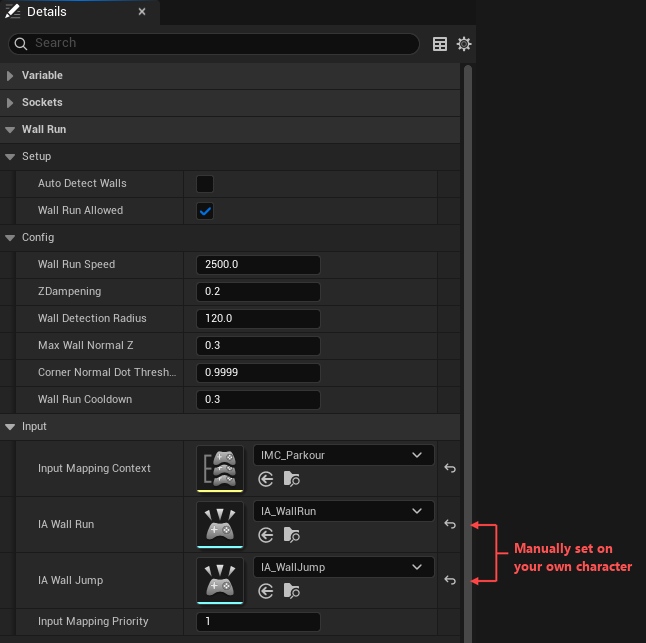 Details
Search
Variable
Sockets
Wall Run
Setup
Auto Detect Walls
Wall Run Allowed
Config
Wall Run Speed 2500.0
ZDampening 0.2
Wall Detection Radius 120.0
Max Wall Normal Z 0.3
Corner Normal Dot Thresh... 0.9999
Wall Run Cooldown 0.3
Input
Input Mapping Context IMC_Parkour
IA Wall Run IA_WallRun
Manually set on
your own character
IA Wall Jump IA_WallJump
Input Mapping Priority 1